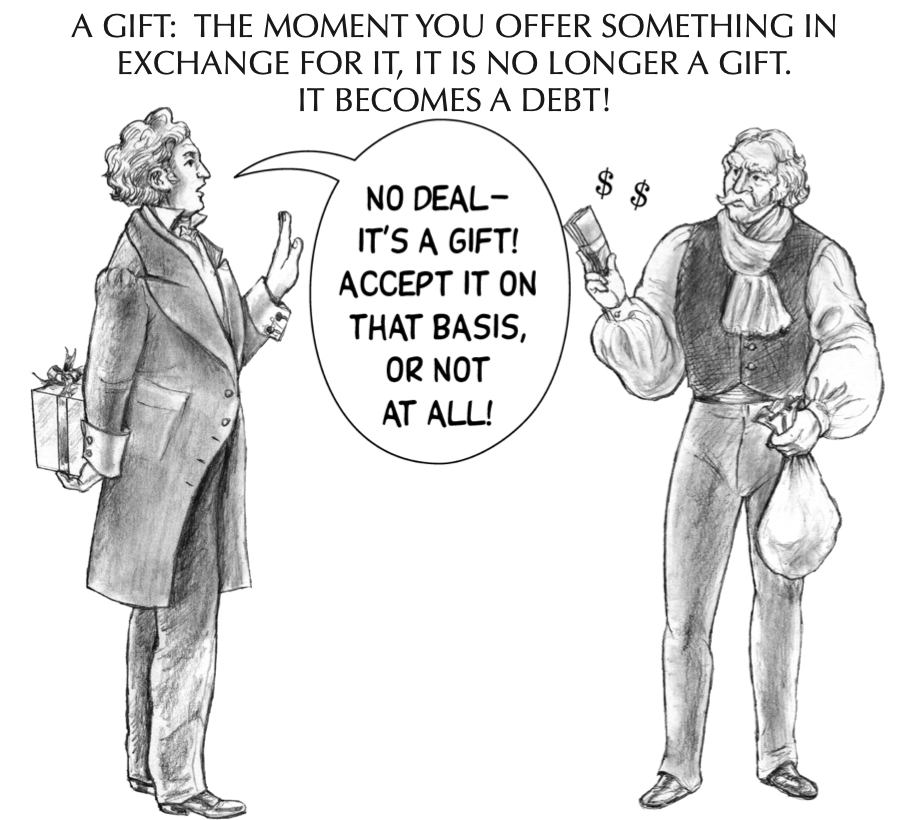 A GIFT: THE MOMENT YOU OFFER SOMETHING IN
EXCHANGE FOR IT, IT IS NO LONGER A GIFT.
IT BECOMES A DEBT!
NO DEAL–
IT'S A GIFT!
ACCEPT IT ON
THAT BASIS,
OR NOT
AT ALL!
$ $